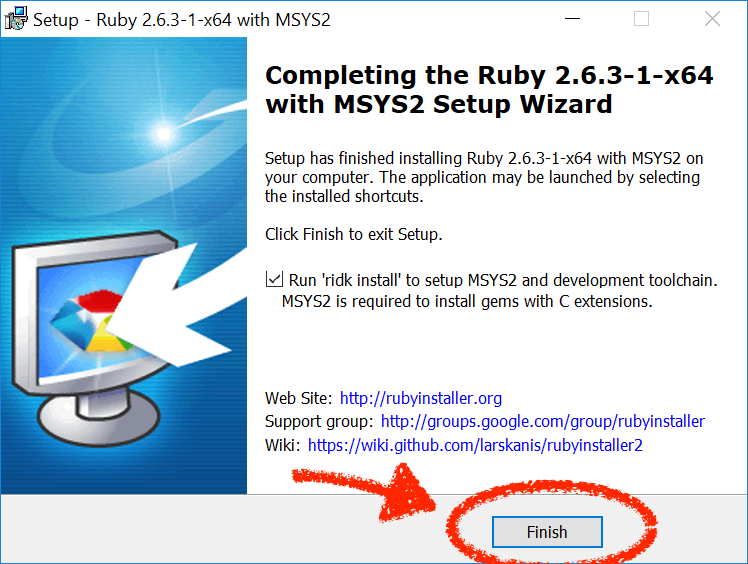 Setup - Ruby 2.6.3-1-x64 with MSYS2
Completing the Ruby 2.6.3-1-x64
with MSYS2 Setup Wizard
Setup has finished installing Ruby 2.6.3-1-x64 with MSYS2 on
your computer. The application may be launched by selecting
the installed shortcuts.
Click Finish to exit Setup.
Run 'ridk install' to setup MSYS2 and development toolchain.
MSYS2 is required to install gems with C extensions.
Web Site: http://rubyinstaller.org
Support group: http://groups.google.com/group/rubyinstaller
Wiki: https://wiki.github.com/larskanis/rubyinstaller2
Finish